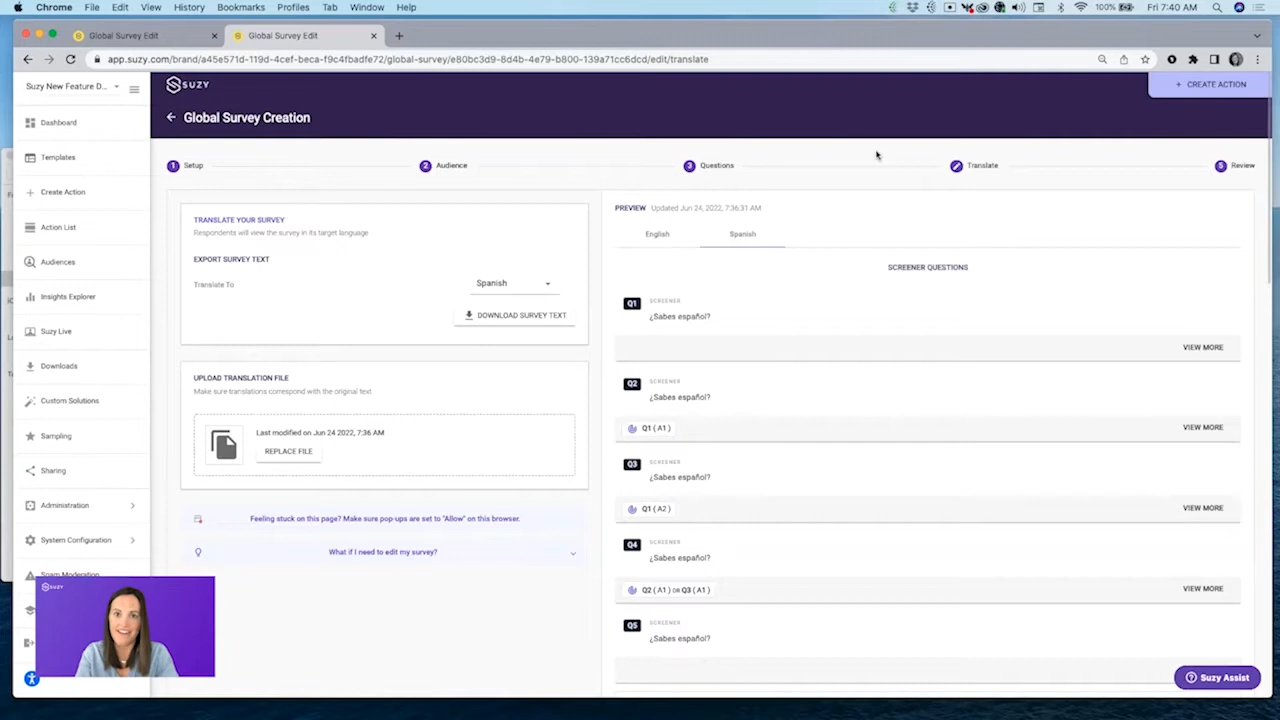 Chrome File Edit View History Bookmarks Profiles Tab Window Help 100% Fri 7:40 AM
Global Survey Edit Global Survey Edit
app.suzy.com/brand/a45e571d-119d-4cef-beca-f9c4fbadfe72/global-survey/e80bc3d9-8d4b-4e79-b800-139a71cc6dcd/edit/translate
Suzy New Feature D...
SUZY
+ CREATE ACTION
Global Survey Creation
Dashboard
Templates
Create Action
Action List
Audiences
Insights Explorer
Suzy Live
Downloads
Custom Solutions
Sampling
Sharing
Administration
System Configuration
Spam Moderation
1 Setup 2 Audience 3 Questions Translate 5 Review
TRANSLATE YOUR SURVEY
Respondents will view the survey in its target language
EXPORT SURVEY TEXT
Translate To Spanish
DOWNLOAD SURVEY TEXT
UPLOAD TRANSLATION FILE
Make sure translations correspond with the original text
Last modified on Jun 24 2022, 7:36 AM
REPLACE FILE
Feeling stuck on this page? Make sure pop-ups are set to "Allow" on this browser.
What if I need to edit my survey?
PREVIEW Updated Jun 24, 2022, 7:36:31 AM
English Spanish
SCREENER QUESTIONS
Q1 SCREENER
¿Sabes español?
VIEW MORE
Q2 SCREENER
¿Sabes español?
Q1 ( A1 ) VIEW MORE
Q3 SCREENER
¿Sabes español?
Q1 ( A2 ) VIEW MORE
Q4 SCREENER
¿Sabes español?
Q2 ( A1 ) OR Q3 ( A1 ) VIEW MORE
Q5 SCREENER
¿Sabes español?
SUZY
Suzy Assist